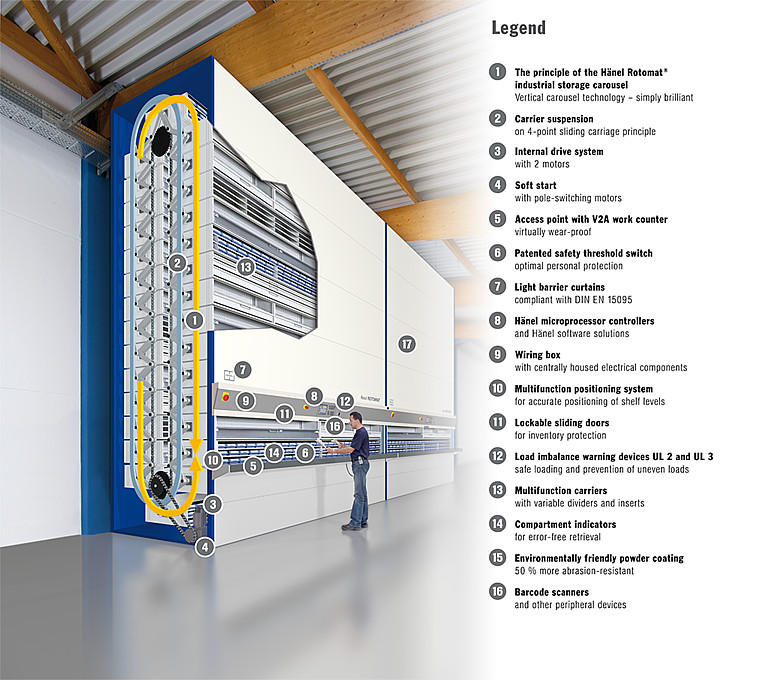 Legend
1 The principle of the Hänel Rotomat®
industrial storage carousel
Vertical carousel technology – simply brilliant
2 Carrier suspension
on 4-point sliding carriage principle
3 Internal drive system
with 2 motors
4 Soft start
with pole-switching motors
5 Access point with V2A work counter
virtually wear-proof
6 Patented safety threshold switch
optimal personal protection
7 Light barrier curtains
compliant with DIN EN 15095
8 Hänel microprocessor controllers
and Hänel software solutions
9 Wiring box
with centrally housed electrical components
10 Multifunction positioning system
for accurate positioning of shelf levels
11 Lockable sliding doors
for inventory protection
12 Load imbalance warning devices UL 2 and UL 3
safe loading and prevention of uneven loads
13 Multifunction carriers
with variable dividers and inserts
14 Compartment indicators
for error-free retrieval
15 Environmentally friendly powder coating
50 % more abrasion-resistant
16 Barcode scanners
and other peripheral devices
2
13
1
17
7
9
8
12
11
ROTOMAT
16
10
14
6
5
3
4